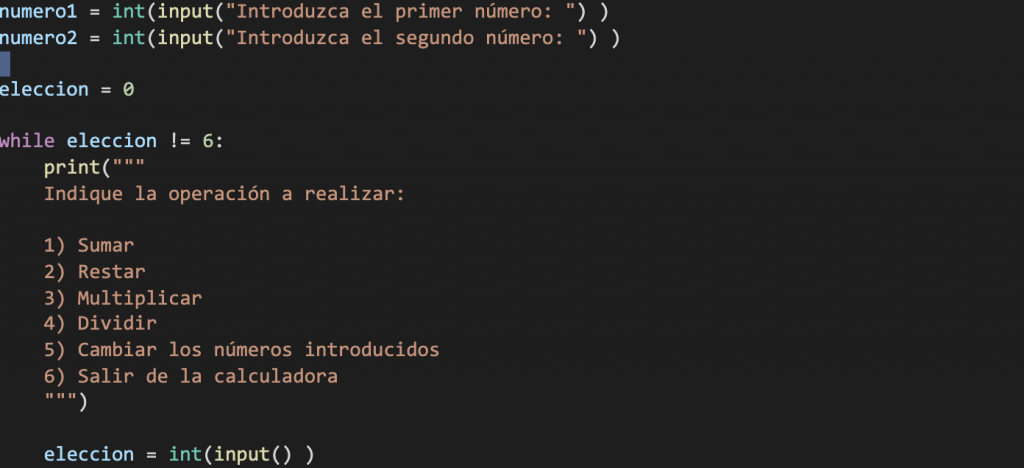 numero1 = int(input("Introduzca el primer número: ") )
numero2 = int(input("Introduzca el segundo número: ") )
eleccion = 0
while eleccion != 6:
    print("""
    Indique la operación a realizar:
    1) Sumar
    2) Restar
    3) Multiplicar
    4) Dividir
    5) Cambiar los números introducidos
    6) Salir de la calculadora
    """)
    eleccion = int(input() )